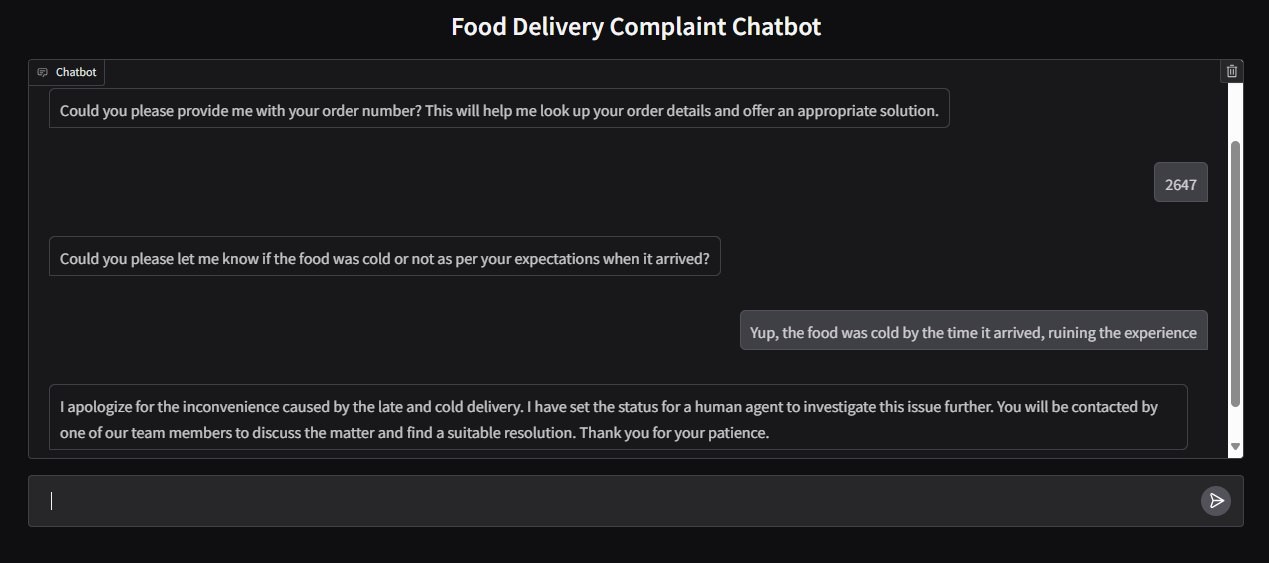 Food Delivery Complaint Chatbot
Chatbot
Could you please provide me with your order number? This will help me look up your order details and offer an appropriate solution.
2647
Could you please let me know if the food was cold or not as per your expectations when it arrived?
Yup, the food was cold by the time it arrived, ruining the experience
I apologize for the inconvenience caused by the late and cold delivery. I have set the status for a human agent to investigate this issue further. You will be contacted by
one of our team members to discuss the matter and find a suitable resolution. Thank you for your patience.